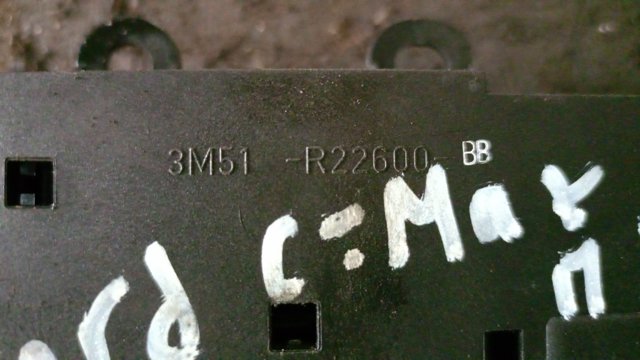 3M51 -R22600- BB
c-Max
п